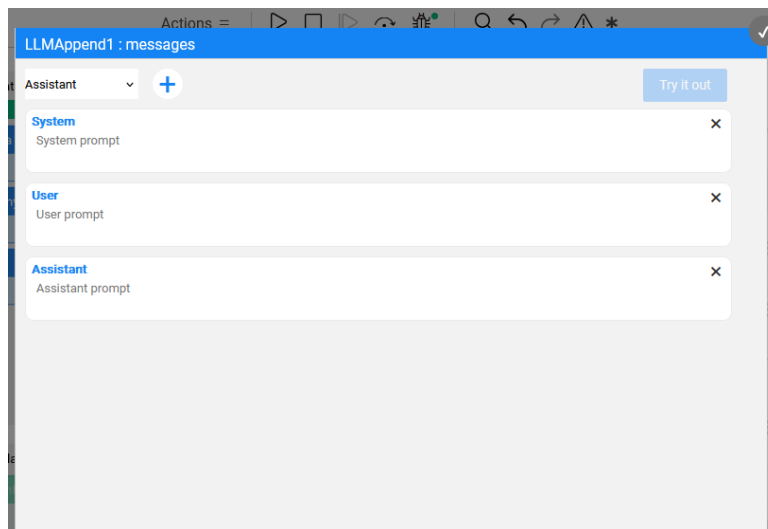 Actions =
LLMAppend1 : messages
Assistant
+
Try it out
System
System prompt
User
User prompt
Assistant
Assistant prompt